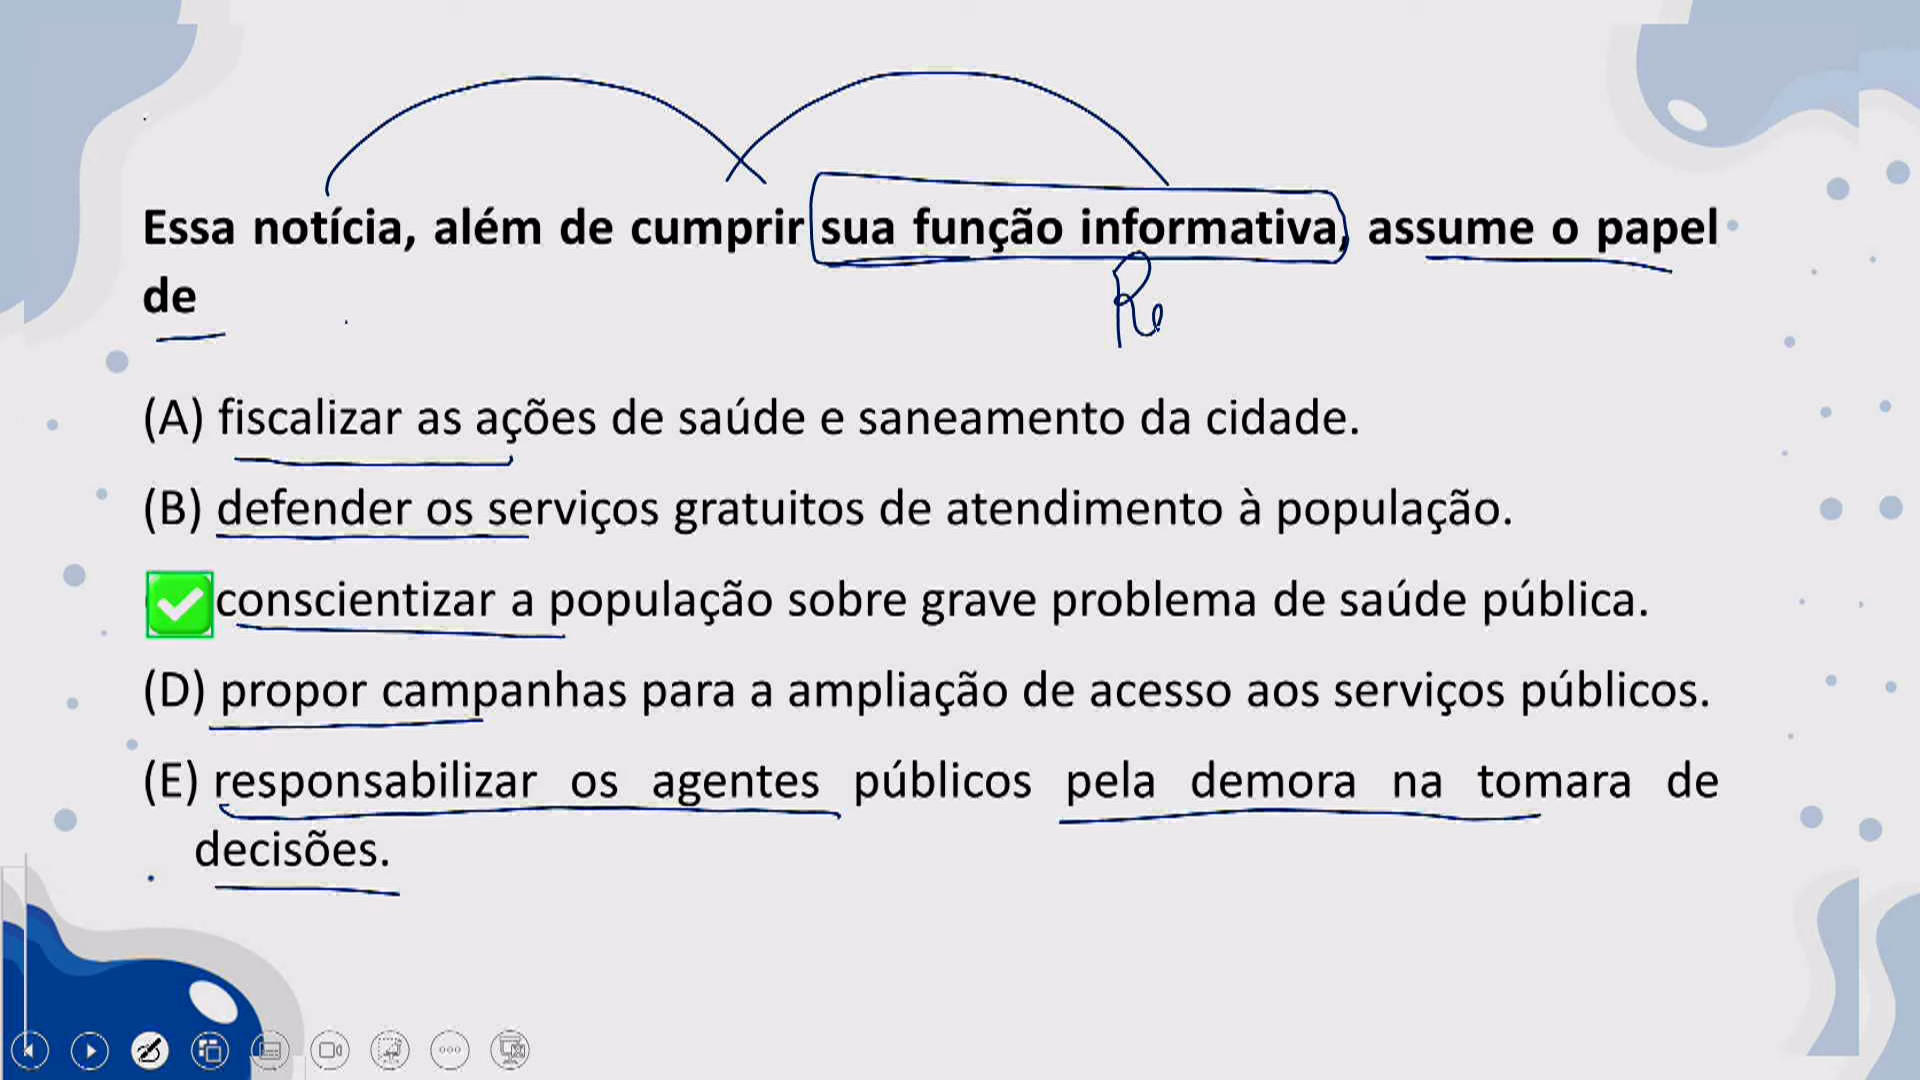 Essa notícia, além de cumprir sua função informativa, assume o papel
de
Re
(A) fiscalizar as ações de saúde e saneamento da cidade.
(B) defender os serviços gratuitos de atendimento à população.
conscientizar a população sobre grave problema de saúde pública.
(D) propor campanhas para a ampliação de acesso aos serviços públicos.
(E) responsabilizar os agentes públicos pela demora na tomara de
decisões.